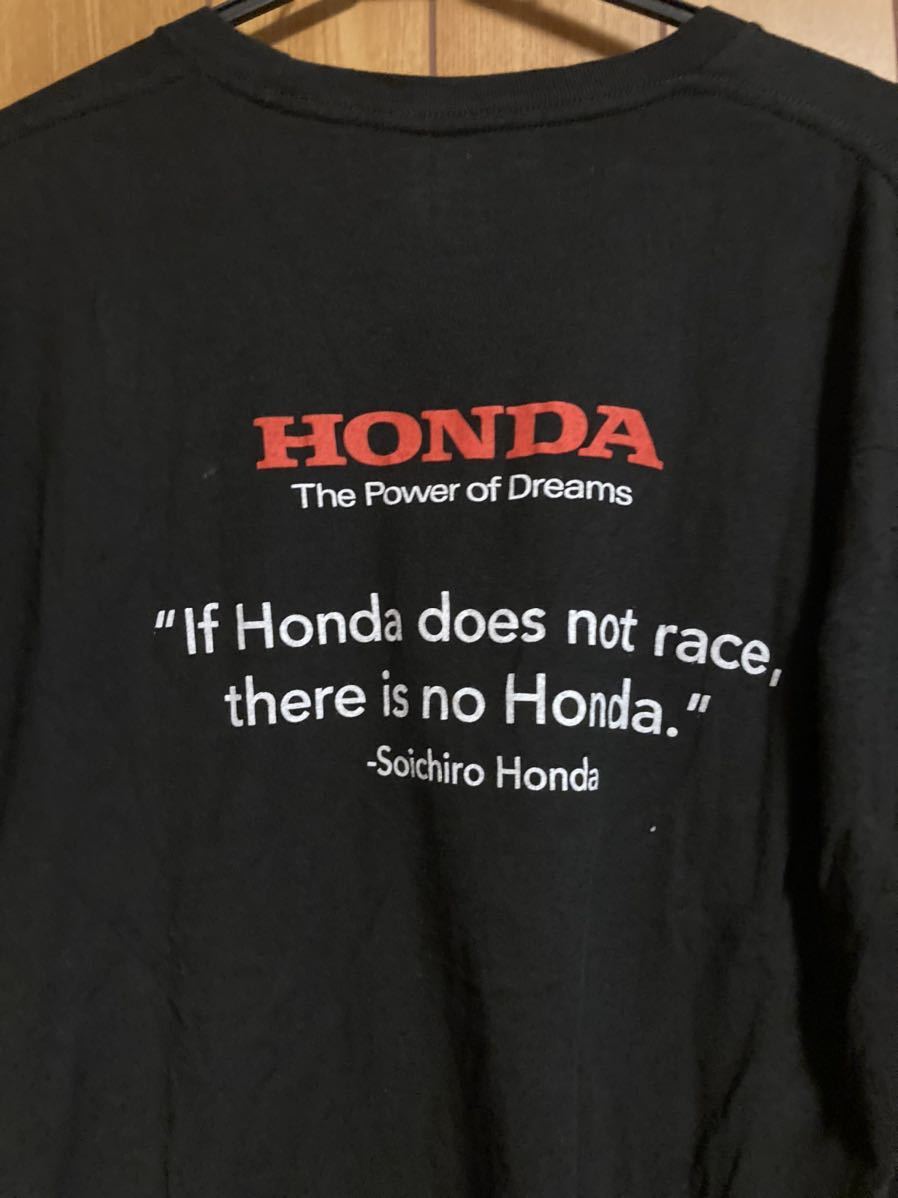 HONDA
The Power of Dreams
"If Honda does not race,
there is no Honda."
-Soichiro Honda